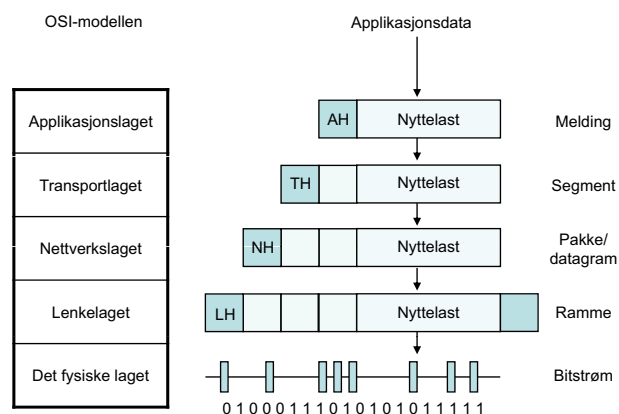 OSI-modellen
Applikasjonsdata
Applikasjonslaget
AH
Nyttelast
Melding
Transportlaget
TH
Nyttelast
Segment
Nettverkslaget
NH
Nyttelast
Pakke/
datagram
Lenkelaget
LH
Nyttelast
Ramme
Det fysiske laget
Bitstrøm
0 1 0 0 0 1 1 1 0 1 0 1 0 1 0 1 1 1 1